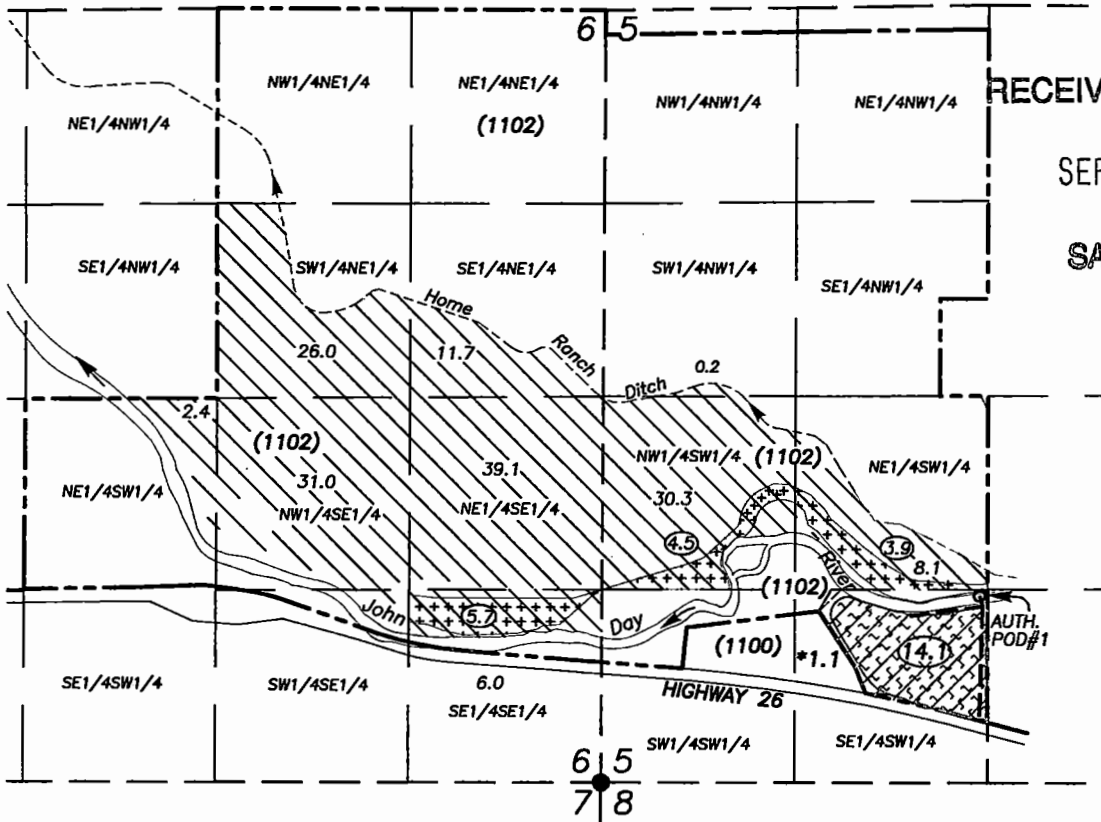 6 5
NW1/4NE1/4
NE1/4NE1/4
NW1/4NW1/4
NE1/4NW1/4
RECEIV
NE1/4NW1/4
(1102)
SEF
SE1/4NW1/4
SW1/4NE1/4
SE1/4NE1/4
SW1/4NW1/4
SE1/4NW1/4
SA
Home
Ranch
Ditch
0.2
26.0
11.7
2.4
(1102)
NW1/4SW1/4
(1102)
NE1/4SW1/4
NE1/4SW1/4
31.0
39.1
30.3
NW1/4SE1/4
NE1/4SE1/4
4.5
3.9
8.1
River
(1102)
John
5.7
Day
AUTH.
POD#1
(1100)
*1.1
14.1
HIGHWAY 26
SE1/4SW1/4
SW1/4SE1/4
6.0
SE1/4SE1/4
SW1/4SW1/4
SE1/4SW1/4
6 5
7 8